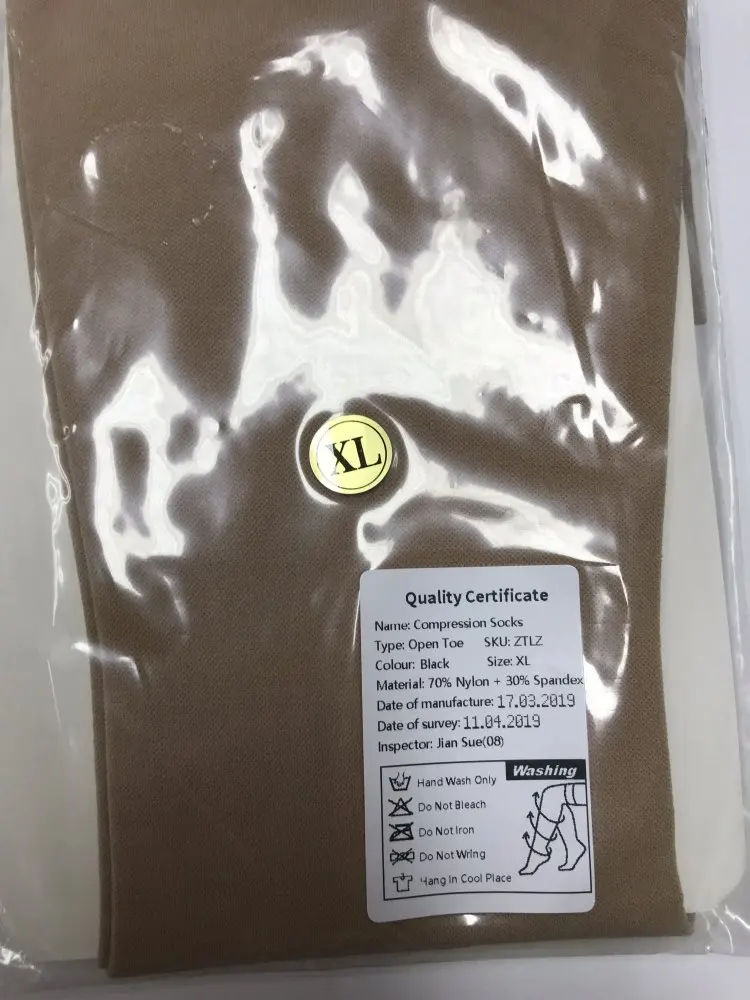 XL
Quality Certificate
Name: Compression Socks
Type: Open Toe SKU: ZTLZ
Colour: Black Size: XL
Material: 70% Nylon + 30% Spandex
Date of manufacture: 17.03.2019
Date of survey: 11.04.2019
Inspector: Jian Sue(08)
Washing
Hand Wash Only
Do Not Bleach
Do Not Iron
Do Not Wring
Hang In Cool Place